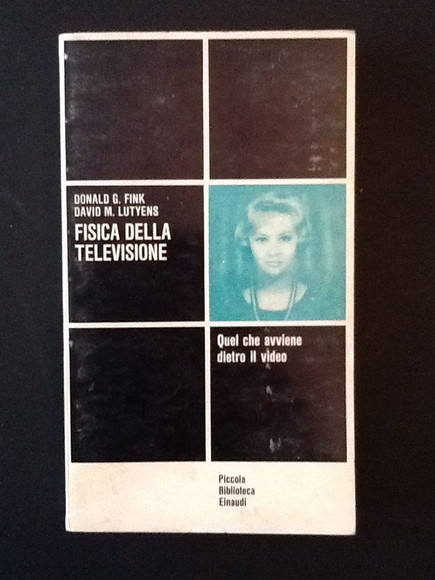 DONALD G. FINK
DAVID M. LUTYENS
FISICA DELLA
TELEVISIONE
Quel che avviene
dietro il video
Piccola
Biblioteca
Einaudi